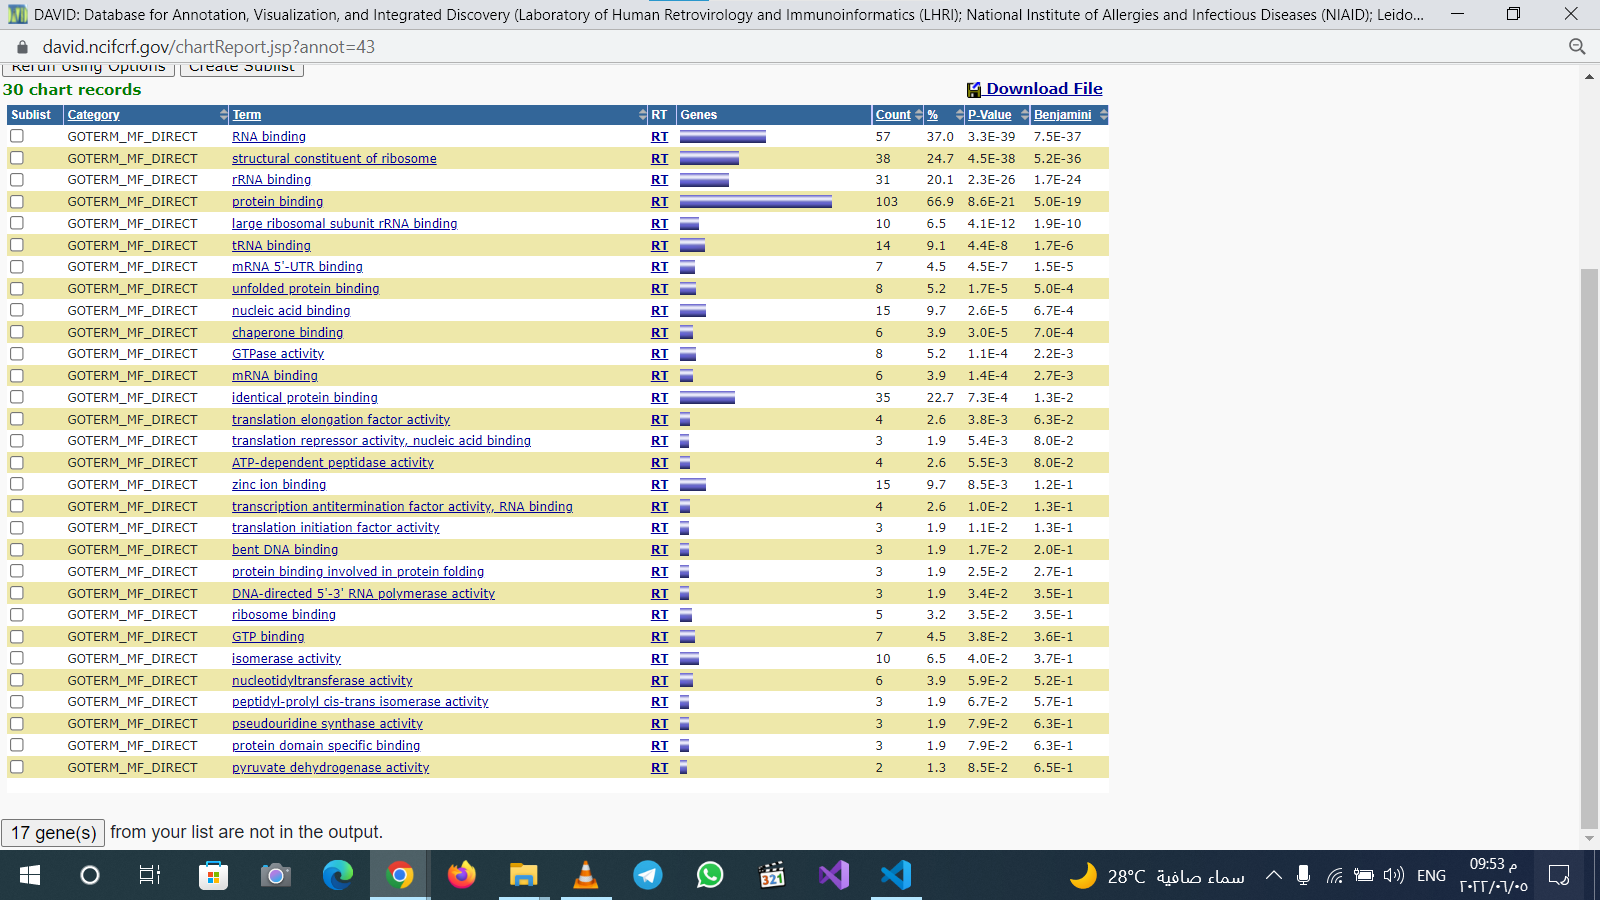 DAVID: Database for Annotation, Visualization, and Integrated Discovery (Laboratory of Human Retrovirology and Immunoinformatics (LHRI); National Institute of Allergies and Infectious Diseases (NIAID); Leido...
david.ncifcrf.gov/chartReport.jsp?annot=43
Rerun Using Options Create Sublist
30 chart records Download File
Sublist Category Term RT Genes Count % P-Value Benjamini
GOTERM_MF_DIRECT RNA binding RT 57 37.0 3.3E-39 7.5E-37
GOTERM_MF_DIRECT structural constituent of ribosome RT 38 24.7 4.5E-38 5.2E-36
GOTERM_MF_DIRECT rRNA binding RT 31 20.1 2.3E-26 1.7E-24
GOTERM_MF_DIRECT protein binding RT 103 66.9 8.6E-21 5.0E-19
GOTERM_MF_DIRECT large ribosomal subunit rRNA binding RT 10 6.5 4.1E-12 1.9E-10
GOTERM_MF_DIRECT tRNA binding RT 14 9.1 4.4E-8 1.7E-6
GOTERM_MF_DIRECT mRNA 5'-UTR binding RT 7 4.5 4.5E-7 1.5E-5
GOTERM_MF_DIRECT unfolded protein binding RT 8 5.2 1.7E-5 5.0E-4
GOTERM_MF_DIRECT nucleic acid binding RT 15 9.7 2.6E-5 6.7E-4
GOTERM_MF_DIRECT chaperone binding RT 6 3.9 3.0E-5 7.0E-4
GOTERM_MF_DIRECT GTPase activity RT 8 5.2 1.1E-4 2.2E-3
GOTERM_MF_DIRECT mRNA binding RT 6 3.9 1.4E-4 2.7E-3
GOTERM_MF_DIRECT identical protein binding RT 35 22.7 7.3E-4 1.3E-2
GOTERM_MF_DIRECT translation elongation factor activity RT 4 2.6 3.8E-3 6.3E-2
GOTERM_MF_DIRECT translation repressor activity, nucleic acid binding RT 3 1.9 5.4E-3 8.0E-2
GOTERM_MF_DIRECT ATP-dependent peptidase activity RT 4 2.6 5.5E-3 8.0E-2
GOTERM_MF_DIRECT zinc ion binding RT 15 9.7 8.5E-3 1.2E-1
GOTERM_MF_DIRECT transcription antitermination factor activity, RNA binding RT 4 2.6 1.0E-2 1.3E-1
GOTERM_MF_DIRECT translation initiation factor activity RT 3 1.9 1.1E-2 1.3E-1
GOTERM_MF_DIRECT bent DNA binding RT 3 1.9 1.7E-2 2.0E-1
GOTERM_MF_DIRECT protein binding involved in protein folding RT 3 1.9 2.5E-2 2.7E-1
GOTERM_MF_DIRECT DNA-directed 5'-3' RNA polymerase activity RT 3 1.9 3.4E-2 3.5E-1
GOTERM_MF_DIRECT ribosome binding RT 5 3.2 3.5E-2 3.5E-1
GOTERM_MF_DIRECT GTP binding RT 7 4.5 3.8E-2 3.6E-1
GOTERM_MF_DIRECT isomerase activity RT 10 6.5 4.0E-2 3.7E-1
GOTERM_MF_DIRECT nucleotidyltransferase activity RT 6 3.9 5.9E-2 5.2E-1
GOTERM_MF_DIRECT peptidyl-prolyl cis-trans isomerase activity RT 3 1.9 6.7E-2 5.7E-1
GOTERM_MF_DIRECT pseudouridine synthase activity RT 3 1.9 7.9E-2 6.3E-1
GOTERM_MF_DIRECT protein domain specific binding RT 3 1.9 7.9E-2 6.3E-1
GOTERM_MF_DIRECT pyruvate dehydrogenase activity RT 2 1.3 8.5E-2 6.5E-1
17 gene(s) from your list are not in the output.
321
28°C سماء صافية ENG
09:53 م
٢٠٢٢/٠٦/٠٥